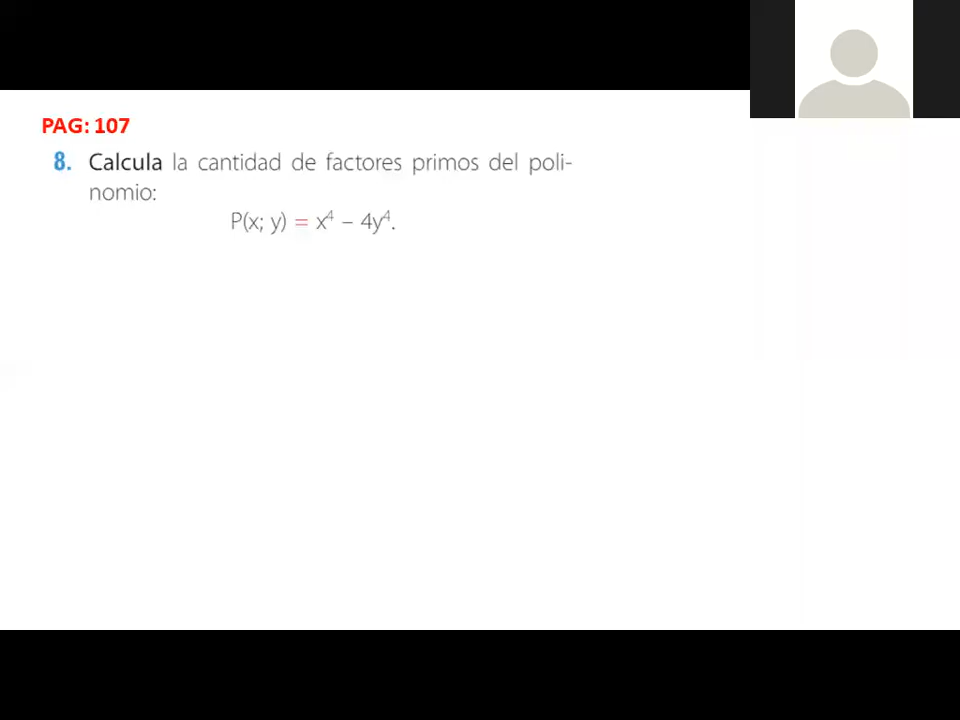 PAG: 107
8. Calcula la cantidad de factores primos del poli-
nomio:
P(x; y) = x⁴ – 4y⁴.